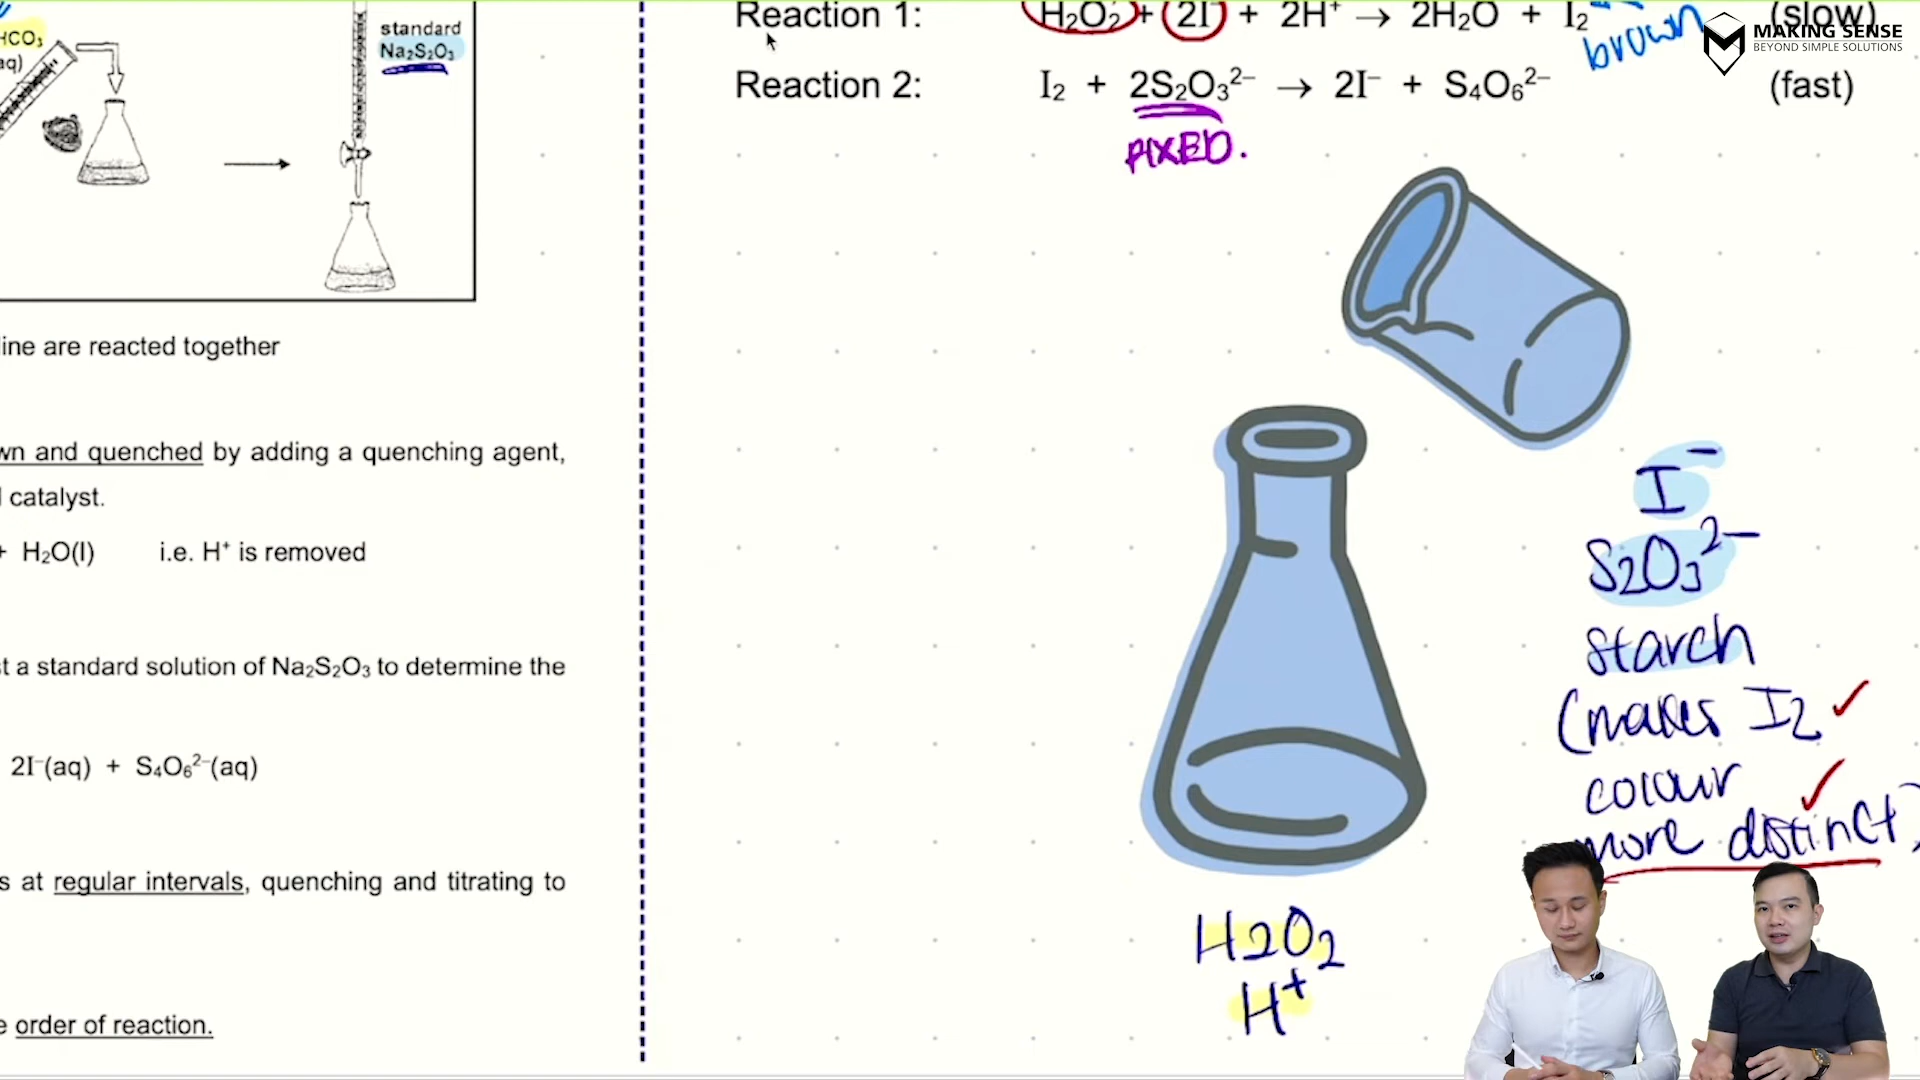 HCO₃
aq)
standard
Na₂S₂O₃
line are reacted together
wn and quenched by adding a quenching agent,
catalyst.
+ H₂O(l) i.e. H⁺ is removed
st a standard solution of Na₂S₂O₃ to determine the
2I⁻(aq) + S₄O₆²⁻(aq)
s at regular intervals, quenching and titrating to
e order of reaction.
Reaction 1: H₂O₂ + 2I⁻ + 2H⁺ → 2H₂O + I₂ (slow)
brown
Reaction 2: I₂ + 2S₂O₃²⁻ → 2I⁻ + S₄O₆²⁻ (fast)
FIXED.
I⁻
S₂O₃²⁻
starch
(makes I₂ ✓
colour ✓
more distinct)
H₂O₂
H⁺
MAKING SENSE
BEYOND SIMPLE SOLUTIONS